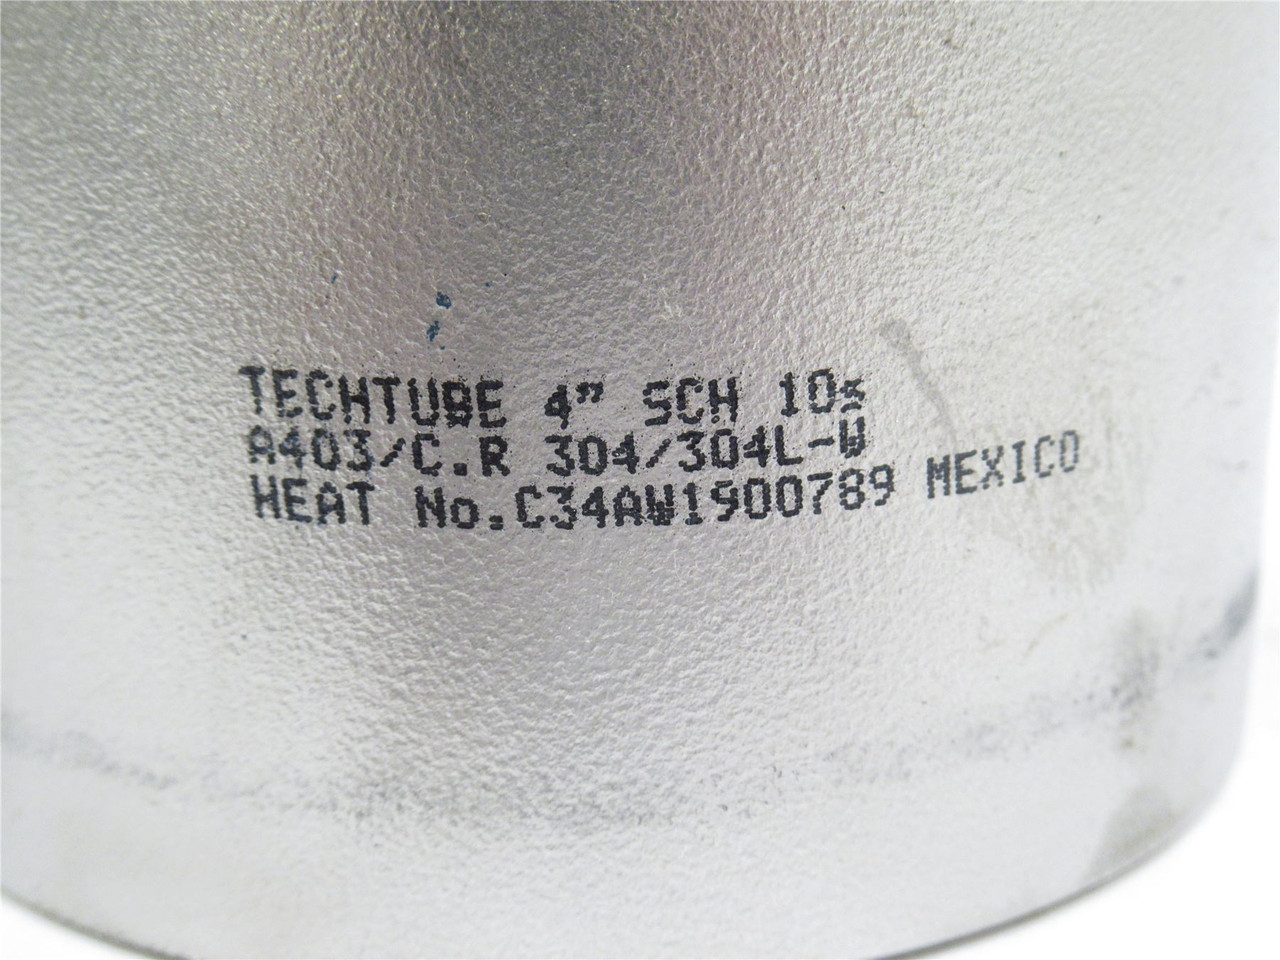 TECHTUBE 4" SCH 10s
A403/C.R 304/304L-W
HEAT No.C34AW1900789 MEXICO